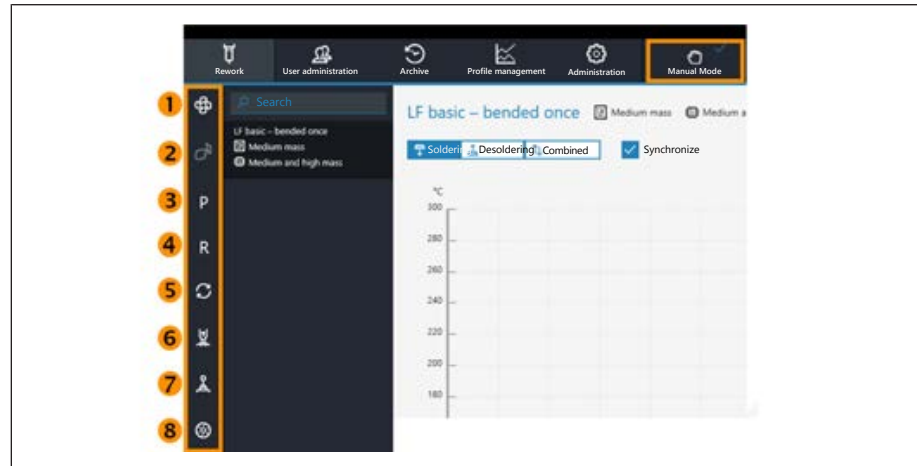 Rework User administration Archive Profile management Administration Manual Mode
1
2
3 P
4 R
5
6
7
8
Search
LF basic – bended once
Medium mass
Medium and high mass
LF basic – bended once Medium mass Medium a
Solderin Desoldering Combined Synchronize
°C
300
280
260
240
220
200
180